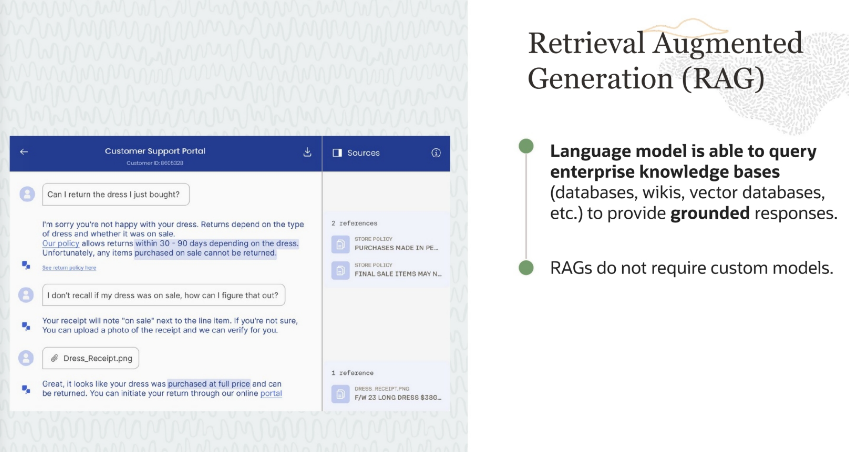 Retrieval Augmented
Generation (RAG)
Customer Support Portal
Sources
Can I return the dress I just bought?
I'm sorry you're not happy with your dress. Returns depend on the type
of dress and whether it was on sale.
Our policy allows returns within 30 - 90 days depending on the dress.
Unfortunately, any items purchased on sale cannot be returned.
See return policy here
I don't recall if my dress was on sale, how can I figure that out?
Your receipt will note "on sale" next to the line item. If you're not sure,
You can upload a photo of the receipt and we can verify for you.
Dress_Receipt.png
Great, it looks like your dress was purchased at full price and can
be returned. You can initiate your return through our online portal
2 references
STORE POLICY
PURCHASES MADE IN PE...
STORE POLICY
FINAL SALE ITEMS MAY N...
1 reference
DRESS_RECEIPT.PNG
F/W 23 LONG DRESS $380...
Language model is able to query
enterprise knowledge bases
(databases, wikis, vector databases,
etc.) to provide grounded responses.
RAGs do not require custom models.